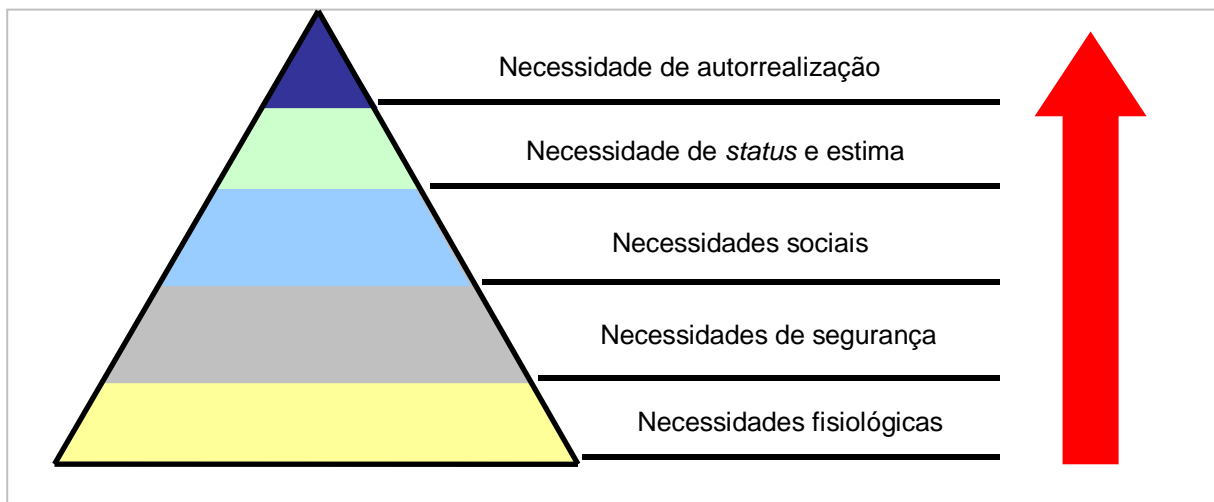 Necessidade de autorrealização
Necessidade de status e estima
Necessidades sociais
Necessidades de segurança
Necessidades fisiológicas